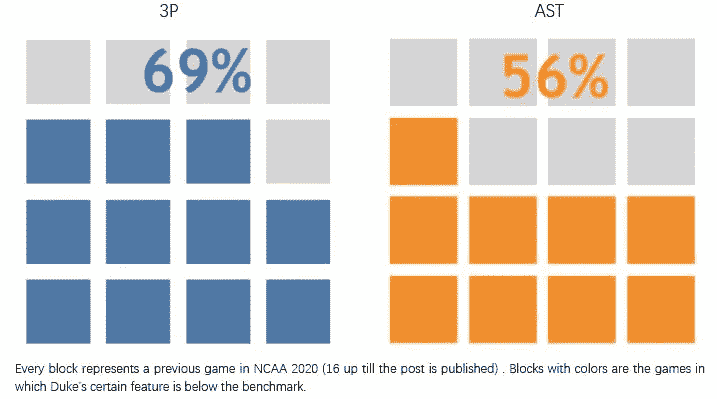 3P AST
69% 56%
Every block represents a previous game in NCAA 2020 (16 up till the post is published) . Blocks with colors are the games in
which Duke's certain feature is below the benchmark.